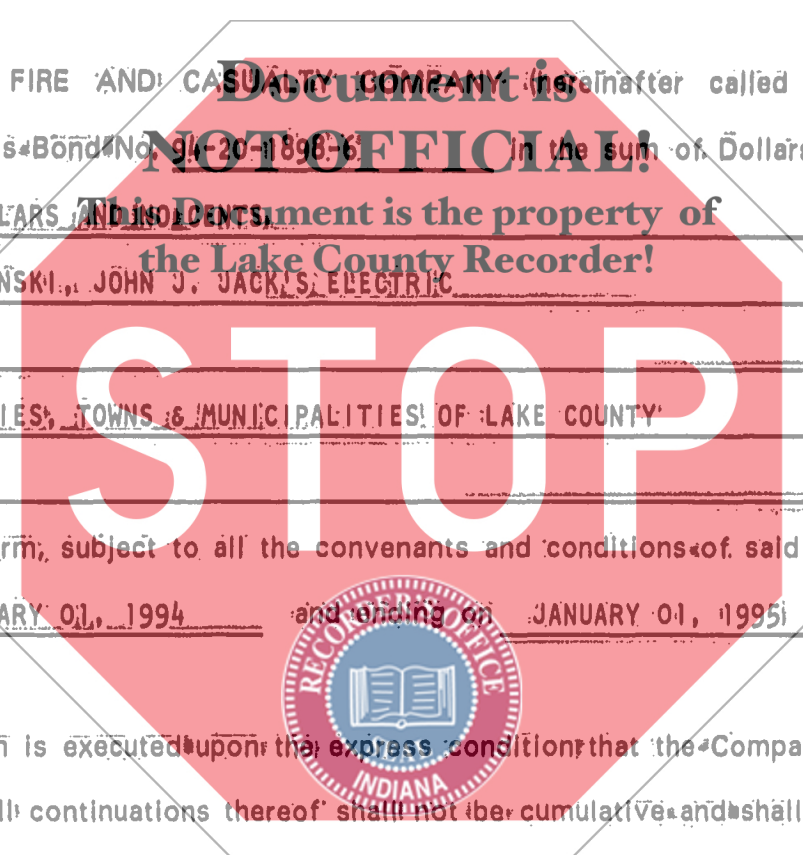 FIRE AND CASUALTY COMPANY (hereinafter called
Document is
s Bond No. 94-20-1898-6 in the sum of Dollars
NOT OFFICIAL!
LARS AND NO CENTS,
This Document is the property of
the Lake County Recorder!
NSKI, JOHN J. JACK'S ELECTRIC
STOP
IES, TOWNS & MUNICIPALITIES OF LAKE COUNTY
rm, subject to all the convenants and conditions of said
ARY 01, 1994 and ending on JANUARY 01, 1995
RECORDER'S OFFICE
SEAL
INDIANA
n is executed upon the express condition that the Compa
ll continuations thereof shall not be cumulative and shall